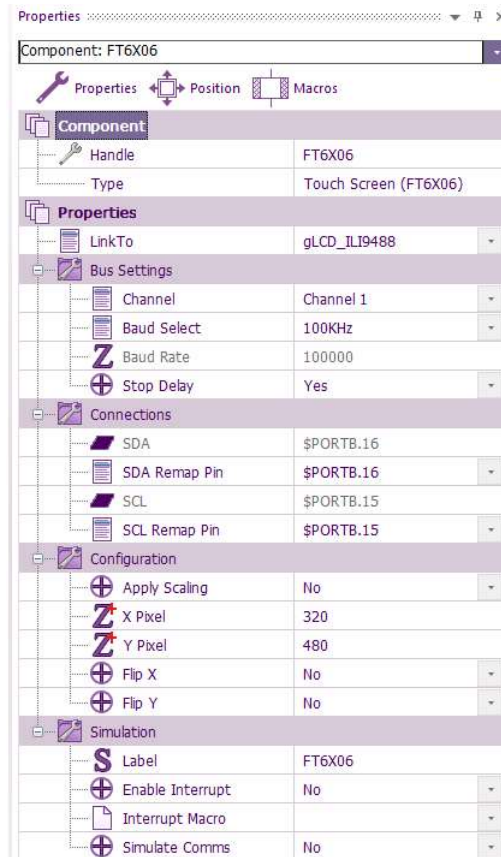 Properties
Component: FT6X06
Properties Position Macros
Component
Handle FT6X06
Type Touch Screen (FT6X06)
Properties
LinkTo gLCD_ILI9488
Bus Settings
Channel Channel 1
Baud Select 100KHz
Z Baud Rate 100000
Stop Delay Yes
Connections
SDA $PORTB.16
SDA Remap Pin $PORTB.16
SCL $PORTB.15
SCL Remap Pin $PORTB.15
Configuration
Apply Scaling No
Z X Pixel 320
Z Y Pixel 480
Flip X No
Flip Y No
Simulation
S Label FT6X06
Enable Interrupt No
Interrupt Macro
Simulate Comms No